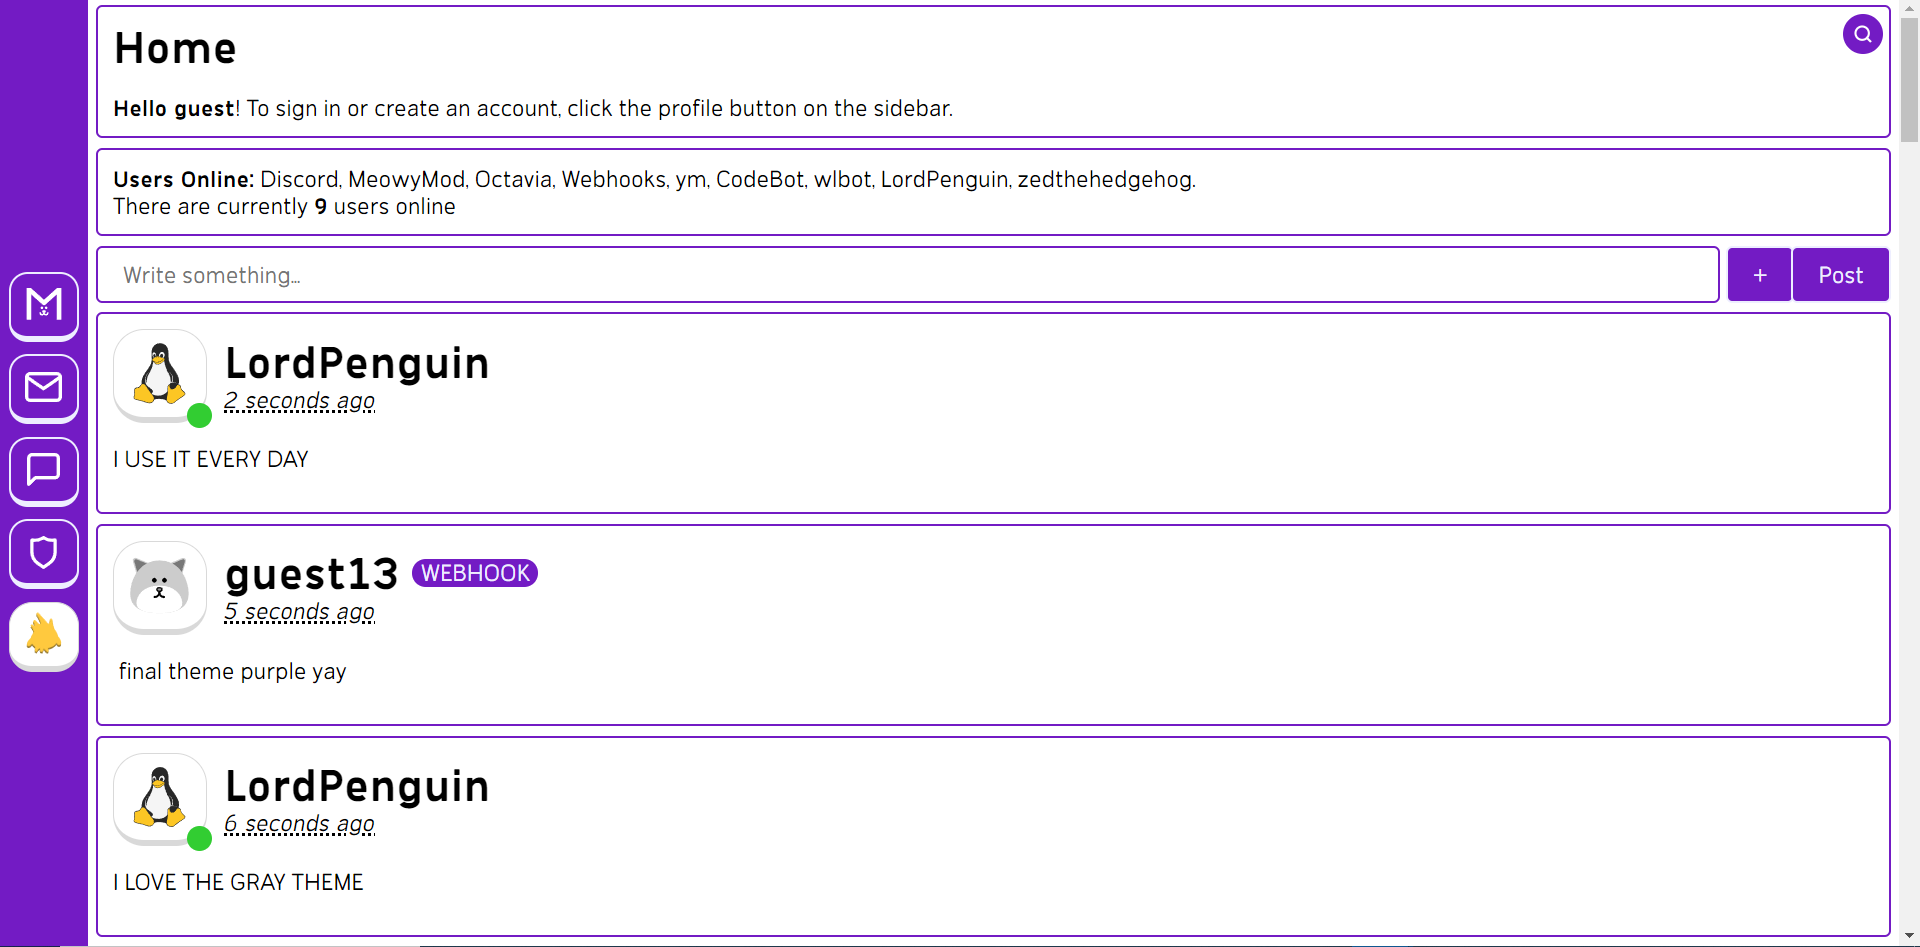 Home
Hello guest! To sign in or create an account, click the profile button on the sidebar.
Users Online: Discord, MeowyMod, Octavia, Webhooks, ym, CodeBot, wlbot, LordPenguin, zedthehedgehog.
There are currently 9 users online
Write something...
+
Post
LordPenguin
2 seconds ago
I USE IT EVERY DAY
guest13 WEBHOOK
5 seconds ago
final theme purple yay
LordPenguin
6 seconds ago
I LOVE THE GRAY THEME